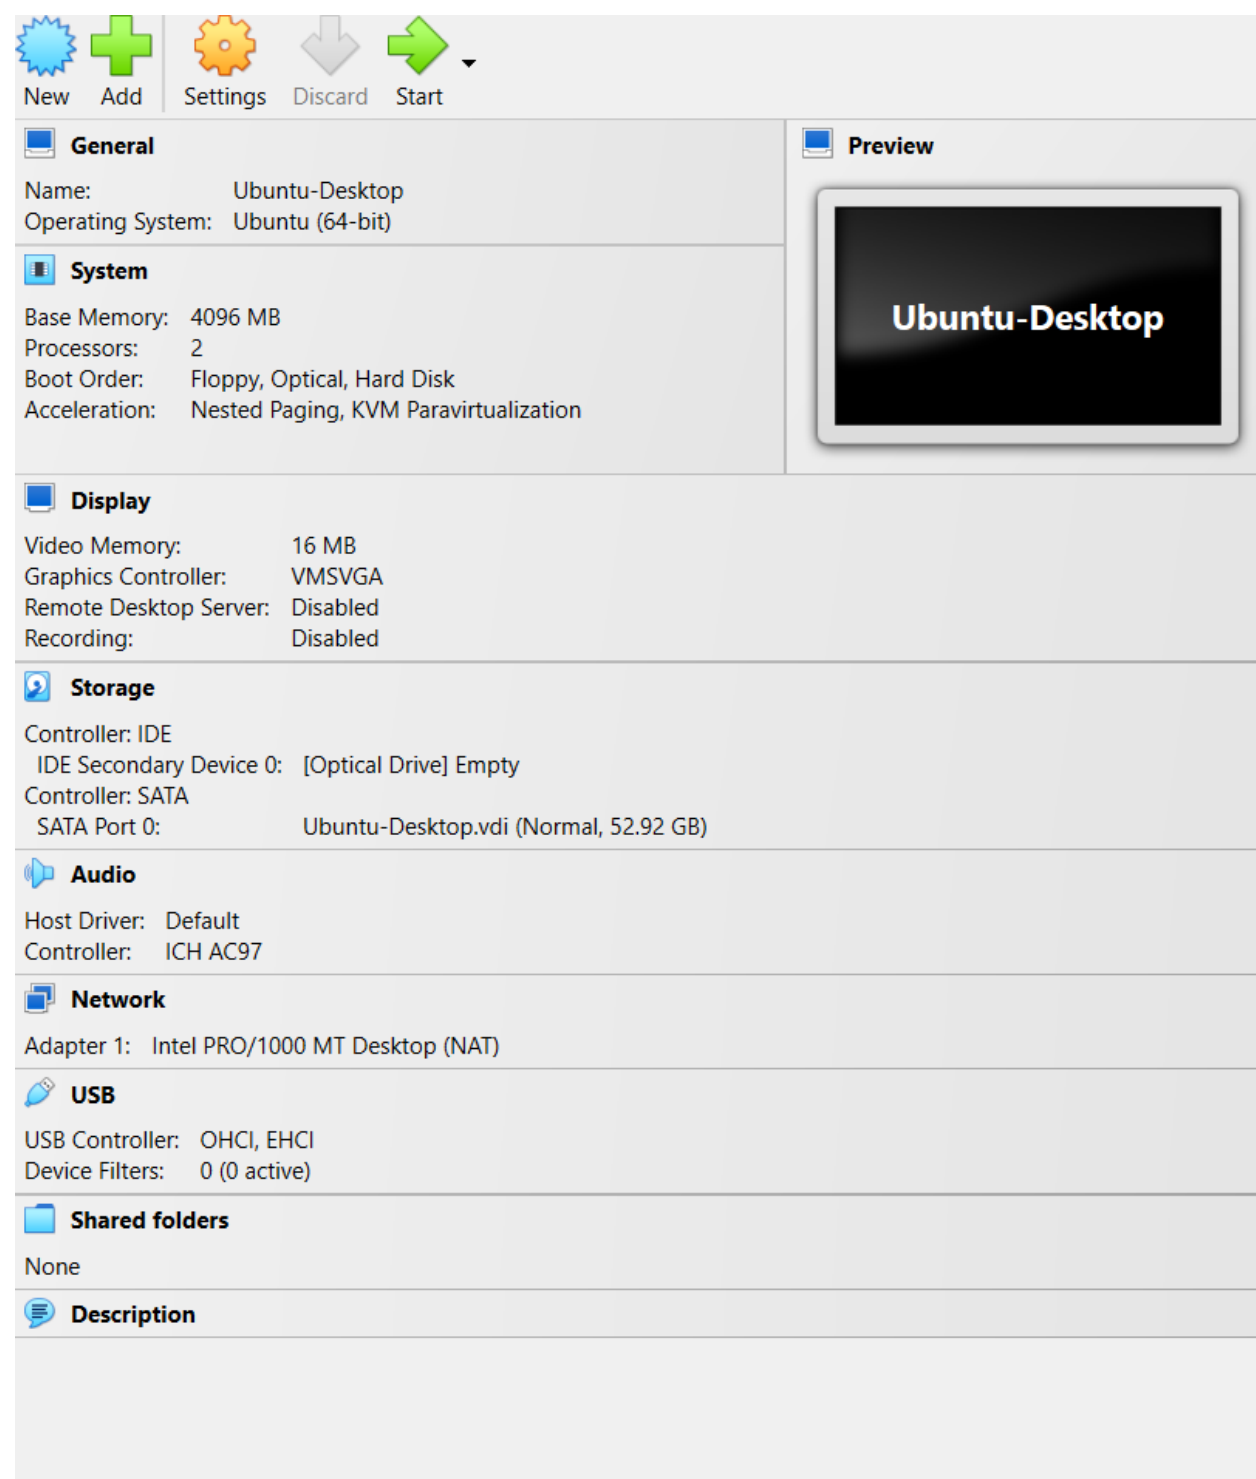 New Add Settings Discard Start
General
Name: Ubuntu-Desktop
Operating System: Ubuntu (64-bit)
Preview
Ubuntu-Desktop
System
Base Memory: 4096 MB
Processors: 2
Boot Order: Floppy, Optical, Hard Disk
Acceleration: Nested Paging, KVM Paravirtualization
Display
Video Memory: 16 MB
Graphics Controller: VMSVGA
Remote Desktop Server: Disabled
Recording: Disabled
Storage
Controller: IDE
IDE Secondary Device 0: [Optical Drive] Empty
Controller: SATA
SATA Port 0: Ubuntu-Desktop.vdi (Normal, 52.92 GB)
Audio
Host Driver: Default
Controller: ICH AC97
Network
Adapter 1: Intel PRO/1000 MT Desktop (NAT)
USB
USB Controller: OHCI, EHCI
Device Filters: 0 (0 active)
Shared folders
None
Description